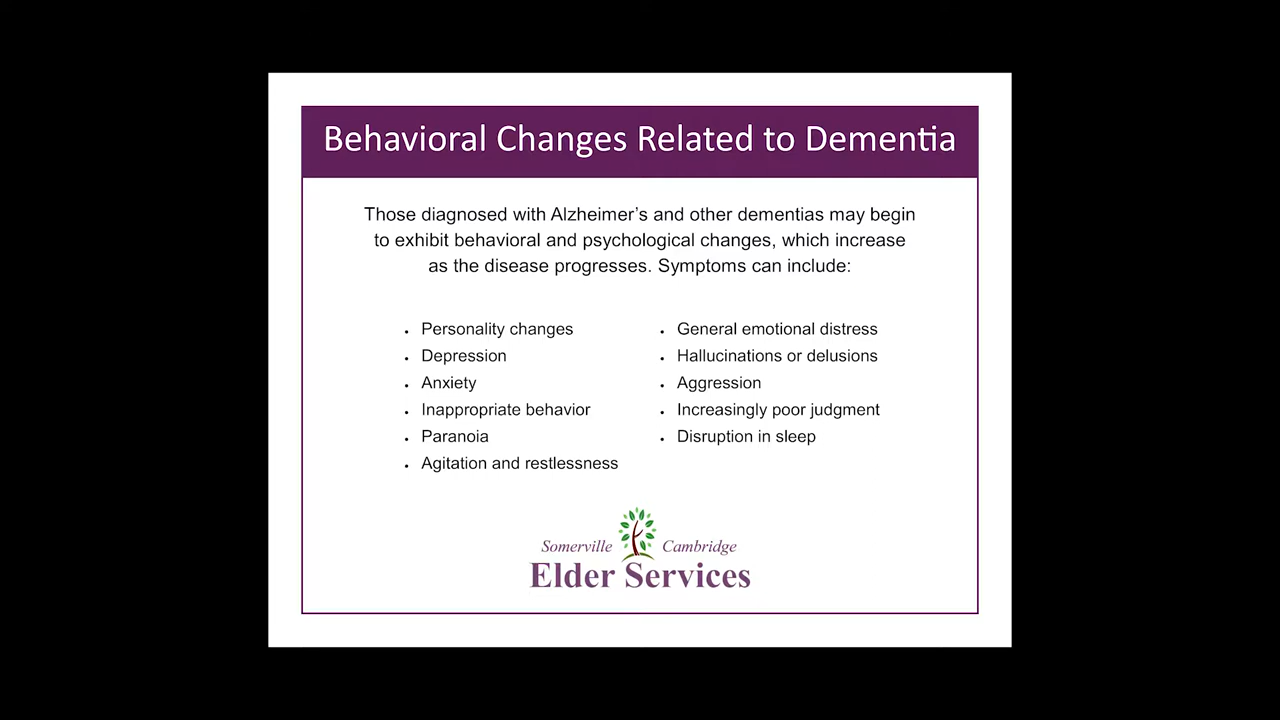 Behavioral Changes Related to Dementia
Those diagnosed with Alzheimer’s and other dementias may begin
to exhibit behavioral and psychological changes, which increase
as the disease progresses. Symptoms can include:
• Personality changes
• Depression
• Anxiety
• Inappropriate behavior
• Paranoia
• Agitation and restlessness
• General emotional distress
• Hallucinations or delusions
• Aggression
• Increasingly poor judgment
• Disruption in sleep
Somerville Cambridge
Elder Services